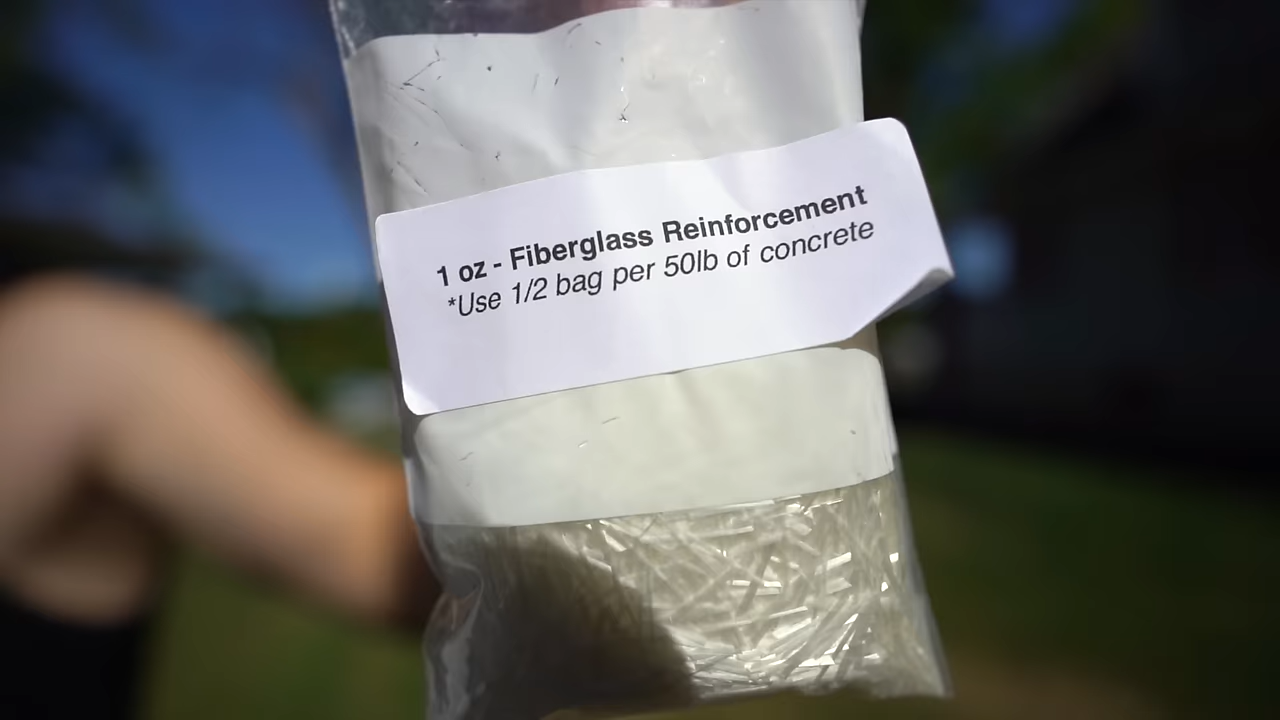 1 oz - Fiberglass Reinforcement
*Use 1/2 bag per 50lb of concrete